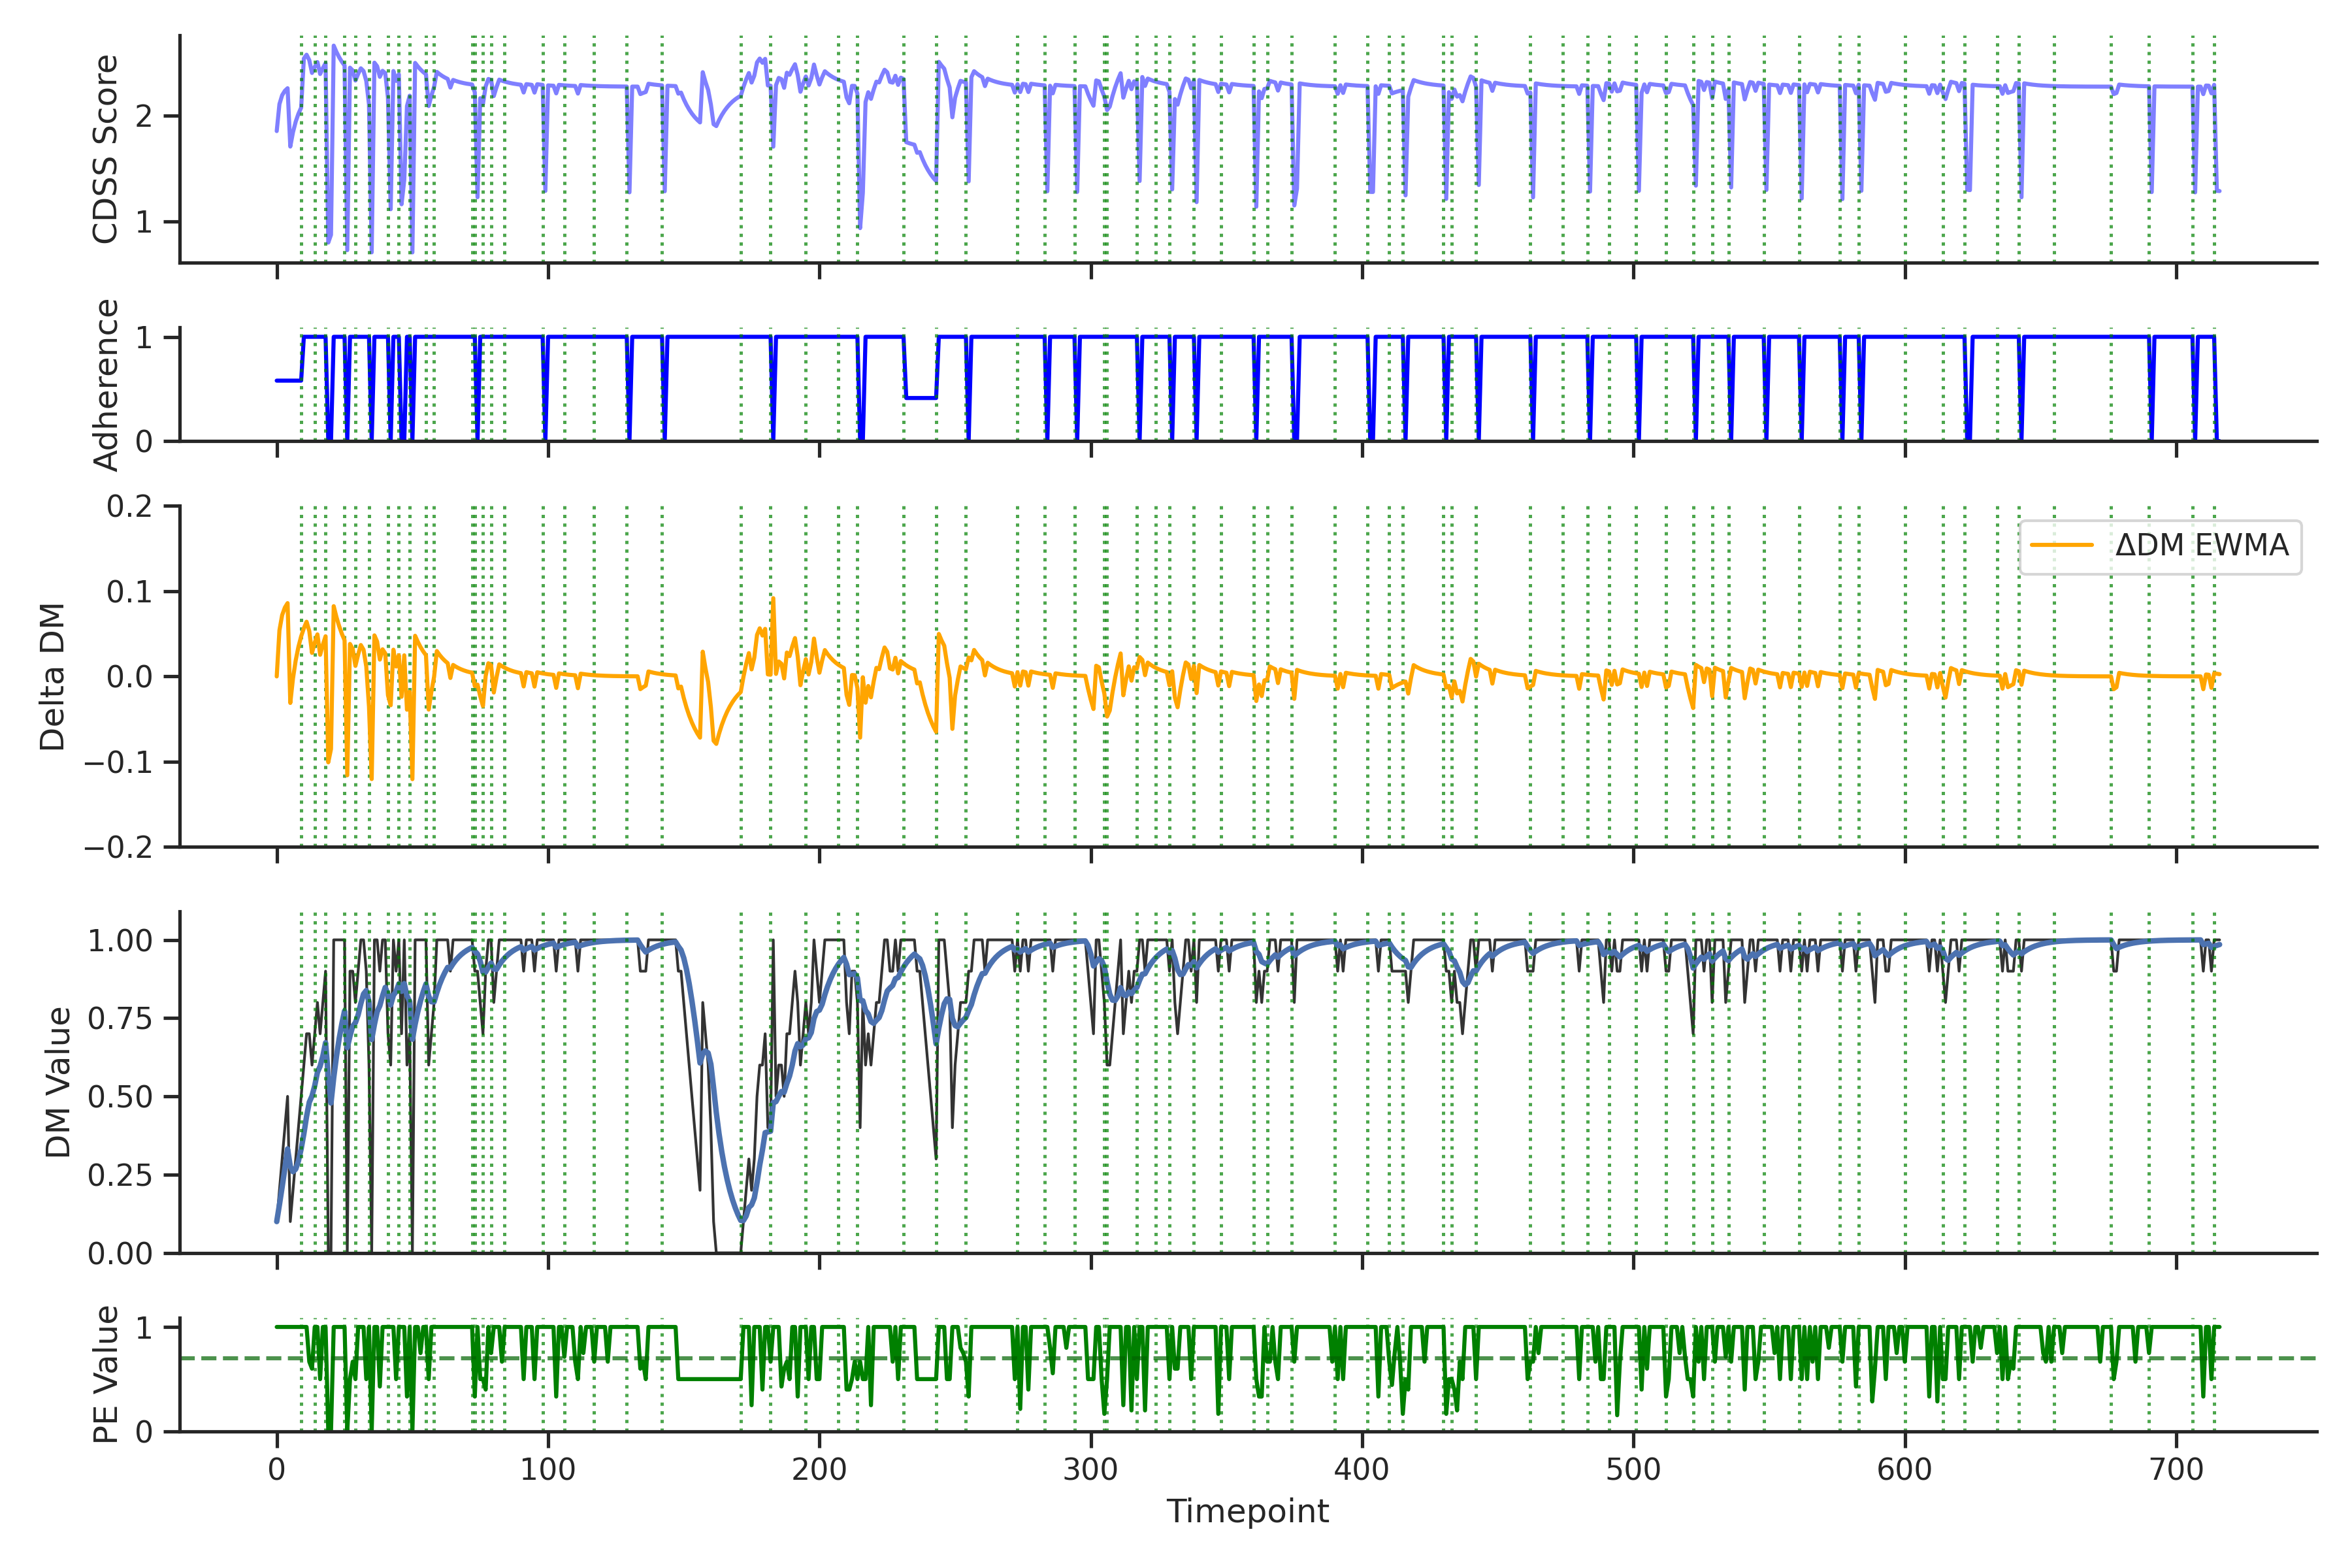 CDSS Score
2
1
Adherence
1
0
Delta DM
0.2
0.1
0.0
−0.1
−0.2
ΔDM EWMA
DM Value
1.00
0.75
0.50
0.25
0.00
PE Value
1
0
0 100 200 300 400 500 600 700
Timepoint